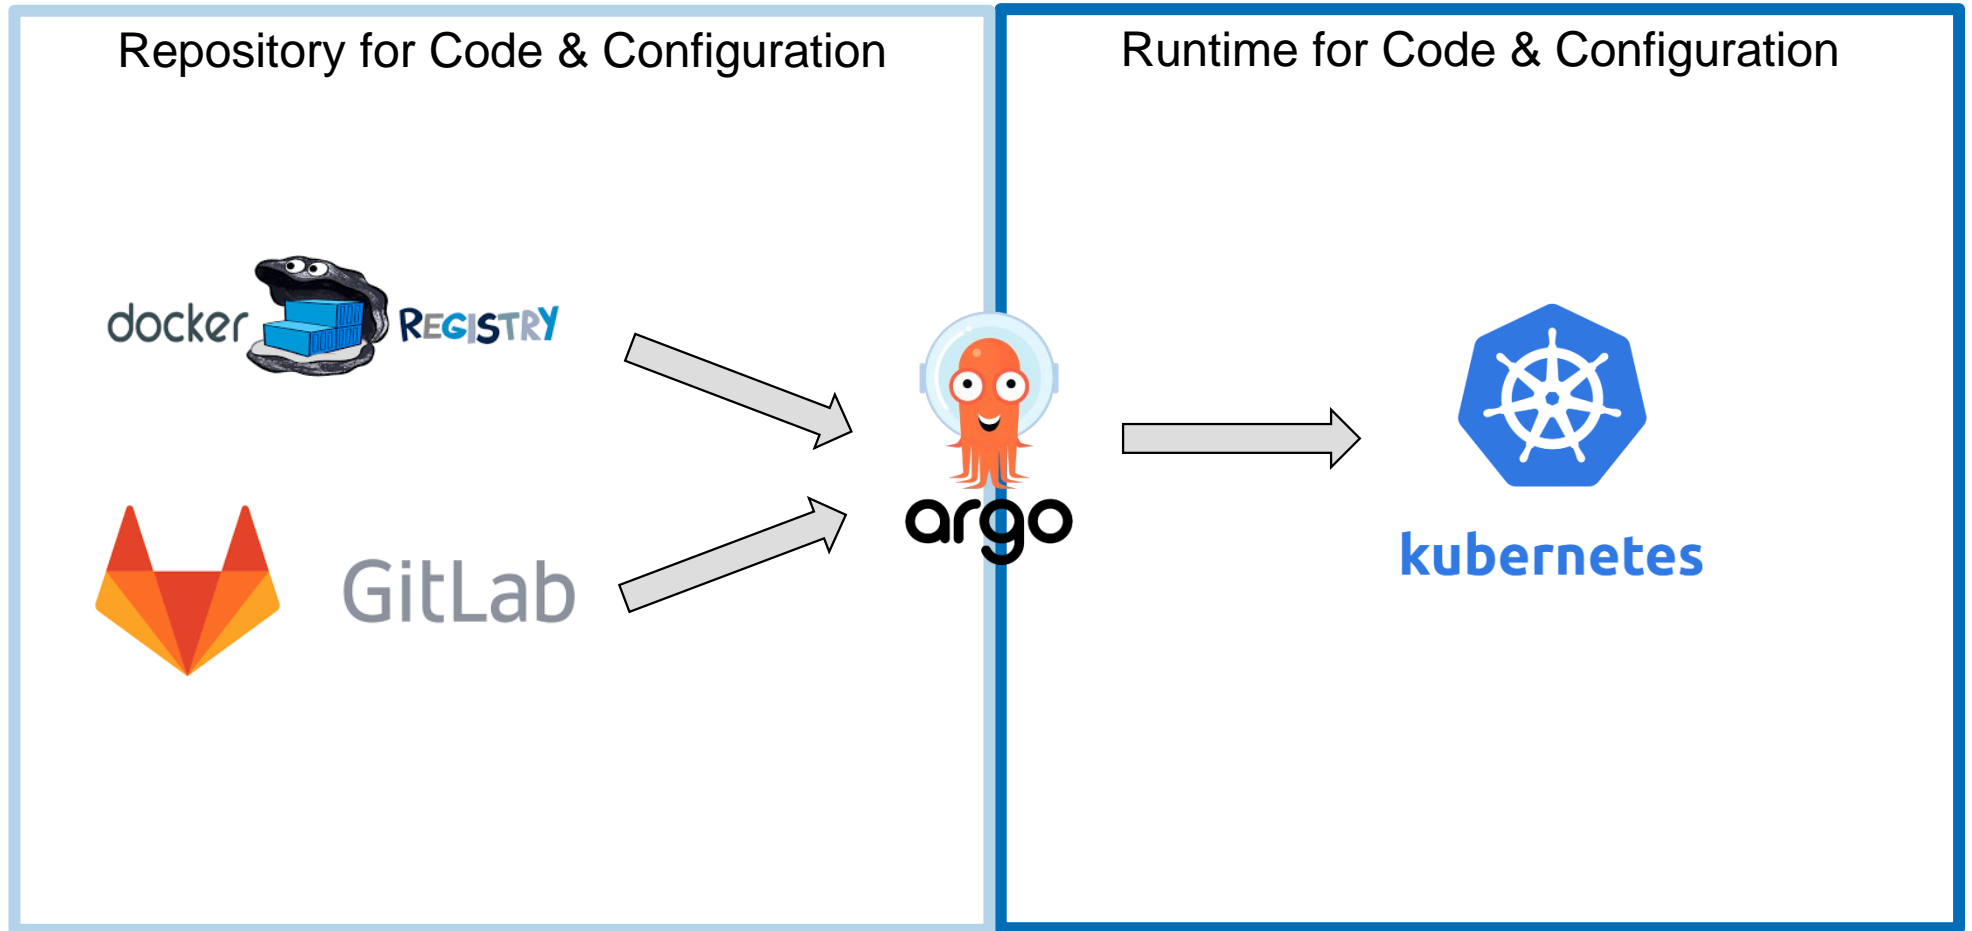 Repository for Code & Configuration
Runtime for Code & Configuration
docker REGISTRY
GitLab
argo
kubernetes